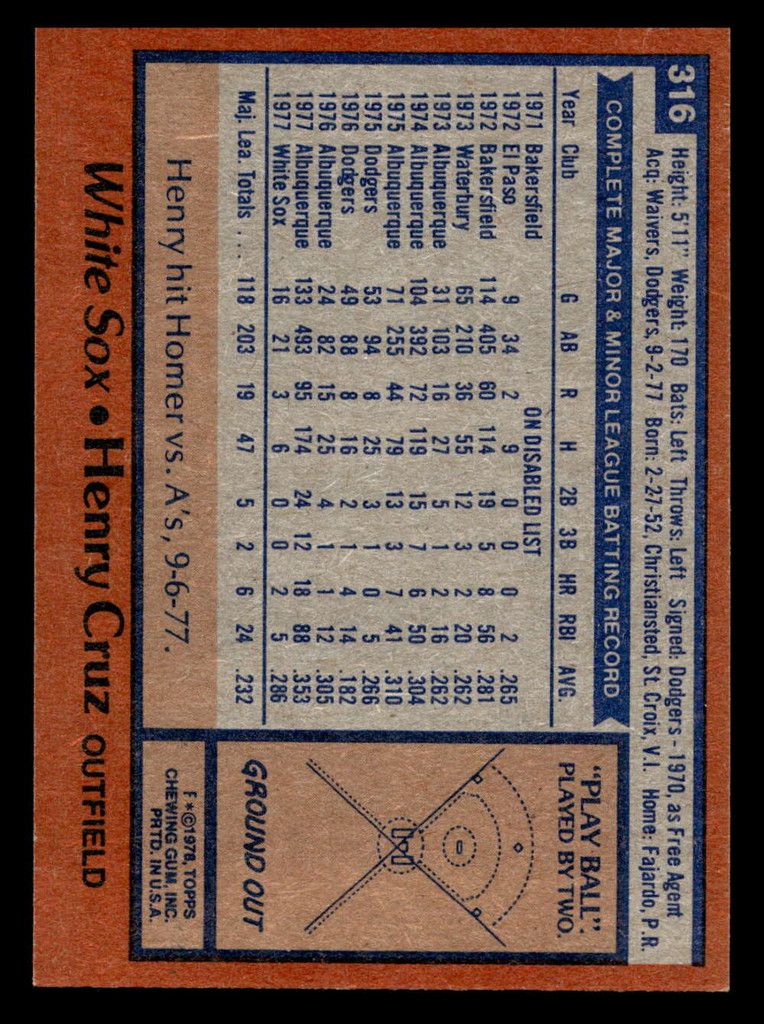 316
Height: 5'11" Weight: 170 Bats: Left Throws: Left Signed: Dodgers - 1970, as Free Agent
Acq: Waivers, Dodgers, 9-2-77 Born: 2-27-52, Christiansted, St. Croix, V.I. Home: Fajardo, P.R.
COMPLETE MAJOR & MINOR LEAGUE BATTING RECORD
Year Club G AB R H 2B 3B HR RBI AVG.
1971 Bakersfield ON DISABLED LIST
1972 El Paso 9 34 2 9 0 0 0 2 .265
1972 Bakersfield 114 405 60 114 19 5 8 56 .281
1973 Waterbury 65 210 36 55 12 3 2 20 .262
1973 Albuquerque 31 103 16 27 5 1 2 16 .262
1974 Albuquerque 104 392 72 119 15 7 6 50 .304
1975 Albuquerque 71 255 44 79 13 3 7 41 .310
1975 Dodgers 53 94 8 25 3 1 0 5 .266
1976 Dodgers 49 88 8 16 2 1 4 14 .182
1976 Albuquerque 24 82 15 25 4 1 1 12 .305
1977 Albuquerque 133 493 95 174 24 12 18 88 .353
1977 White Sox 16 21 3 6 0 0 2 5 .286
Maj. Lea. Totals .... 118 203 19 47 5 2 6 24 .232
Henry hit Homer vs. A's, 9-6-77.
"PLAY BALL"
PLAYED BY TWO.
GROUND OUT
F*©1978, TOPPS
CHEWING GUM, INC.
PRTD. IN U.S.A.
White Sox • Henry Cruz OUTFIELD